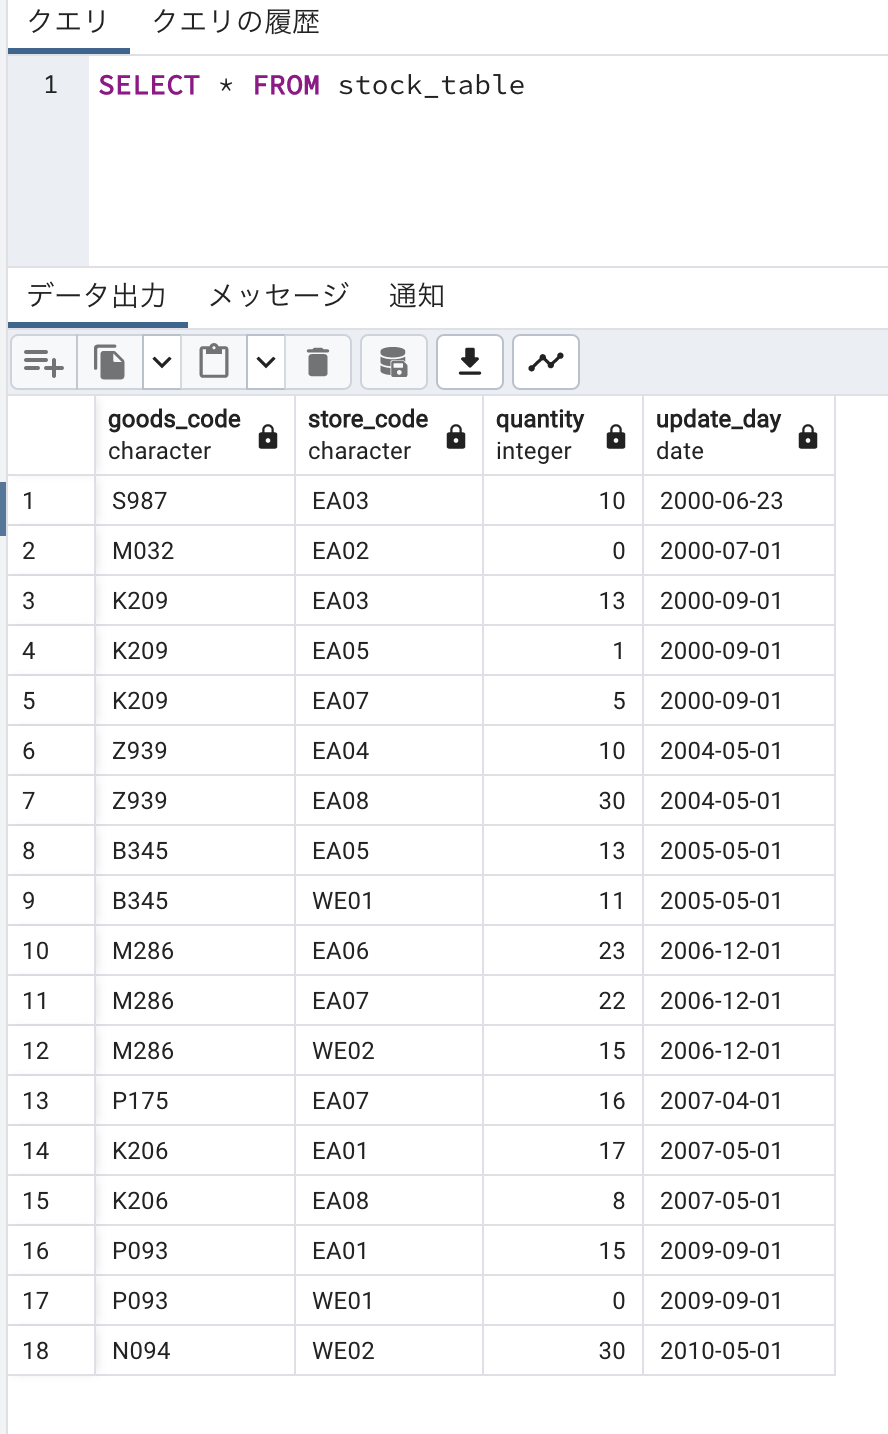 クエリ クエリの履歴
1 SELECT * FROM stock_table
データ出力 メッセージ 通知
goods_code store_code quantity update_day
character character integer date
1 S987 EA03 10 2000-06-23
2 M032 EA02 0 2000-07-01
3 K209 EA03 13 2000-09-01
4 K209 EA05 1 2000-09-01
5 K209 EA07 5 2000-09-01
6 Z939 EA04 10 2004-05-01
7 Z939 EA08 30 2004-05-01
8 B345 EA05 13 2005-05-01
9 B345 WE01 11 2005-05-01
10 M286 EA06 23 2006-12-01
11 M286 EA07 22 2006-12-01
12 M286 WE02 15 2006-12-01
13 P175 EA07 16 2007-04-01
14 K206 EA01 17 2007-05-01
15 K206 EA08 8 2007-05-01
16 P093 EA01 15 2009-09-01
17 P093 WE01 0 2009-09-01
18 N094 WE02 30 2010-05-01